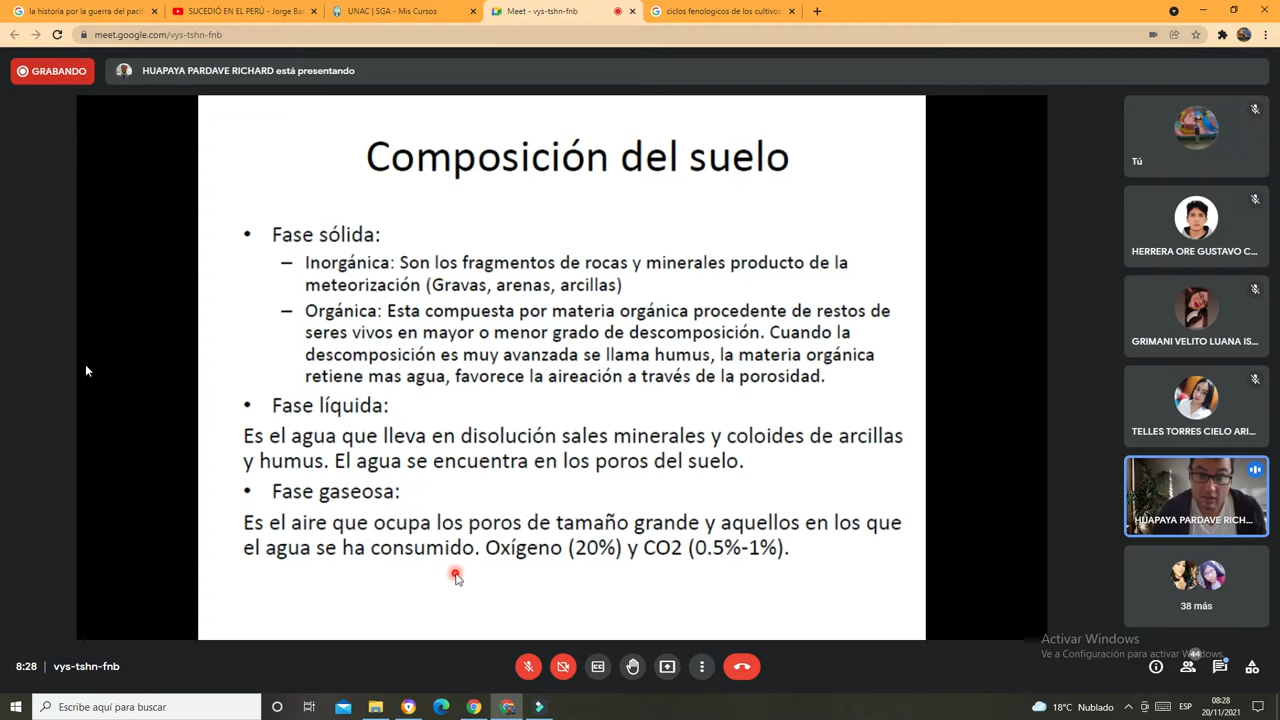 la historia por la guerra del pacif
SUCEDIÓ EN EL PERÚ - Jorge Ba
UNAC | SGA - Mis Cursos
Meet - vys-tshn-fnb
ciclos fenologicos de los cultivos
meet.google.com/vys-tshn-fnb
GRABANDO
HUAPAYA PARDAVE RICHARD está presentando
Composición del suelo
• Fase sólida:
– Inorgánica: Son los fragmentos de rocas y minerales producto de la
meteorización (Gravas, arenas, arcillas)
– Orgánica: Esta compuesta por materia orgánica procedente de restos de
seres vivos en mayor o menor grado de descomposición. Cuando la
descomposición es muy avanzada se llama humus, la materia orgánica
retiene mas agua, favorece la aireación a través de la porosidad.
• Fase líquida:
Es el agua que lleva en disolución sales minerales y coloides de arcillas
y humus. El agua se encuentra en los poros del suelo.
• Fase gaseosa:
Es el aire que ocupa los poros de tamaño grande y aquellos en los que
el agua se ha consumido. Oxígeno (20%) y CO2 (0.5%-1%).
Tú
HERRERA ORE GUSTAVO C...
GRIMANI VELITO LUANA IS...
TELLES TORRES CIELO ARI...
HUAPAYA PARDAVE RICH...
38 más
Activar Windows
Ve a Configuración para activar Windows.
8:28 | vys-tshn-fnb
44
Escribe aquí para buscar
18°C Nublado
ESP
08:28
20/11/2021